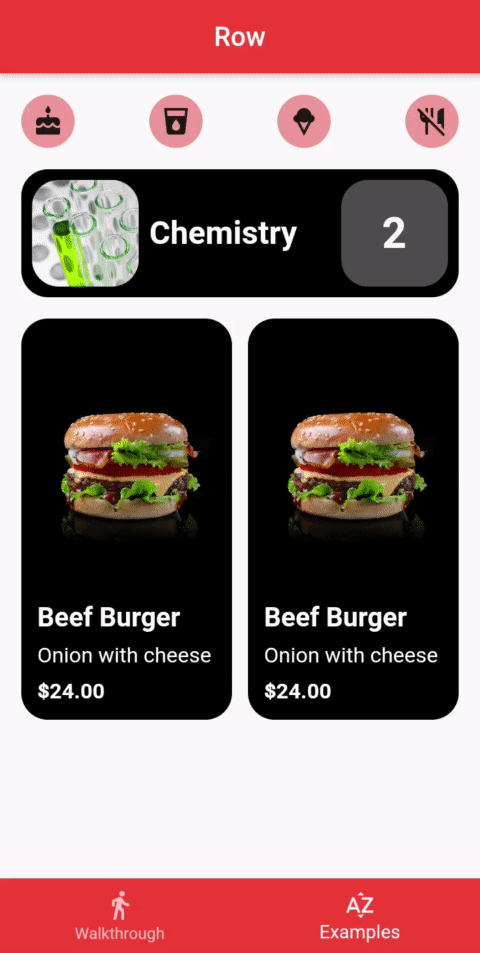 Row
Chemistry
2
Beef Burger
Onion with cheese
$24.00
Beef Burger
Onion with cheese
$24.00
Walkthrough
AZ
Examples